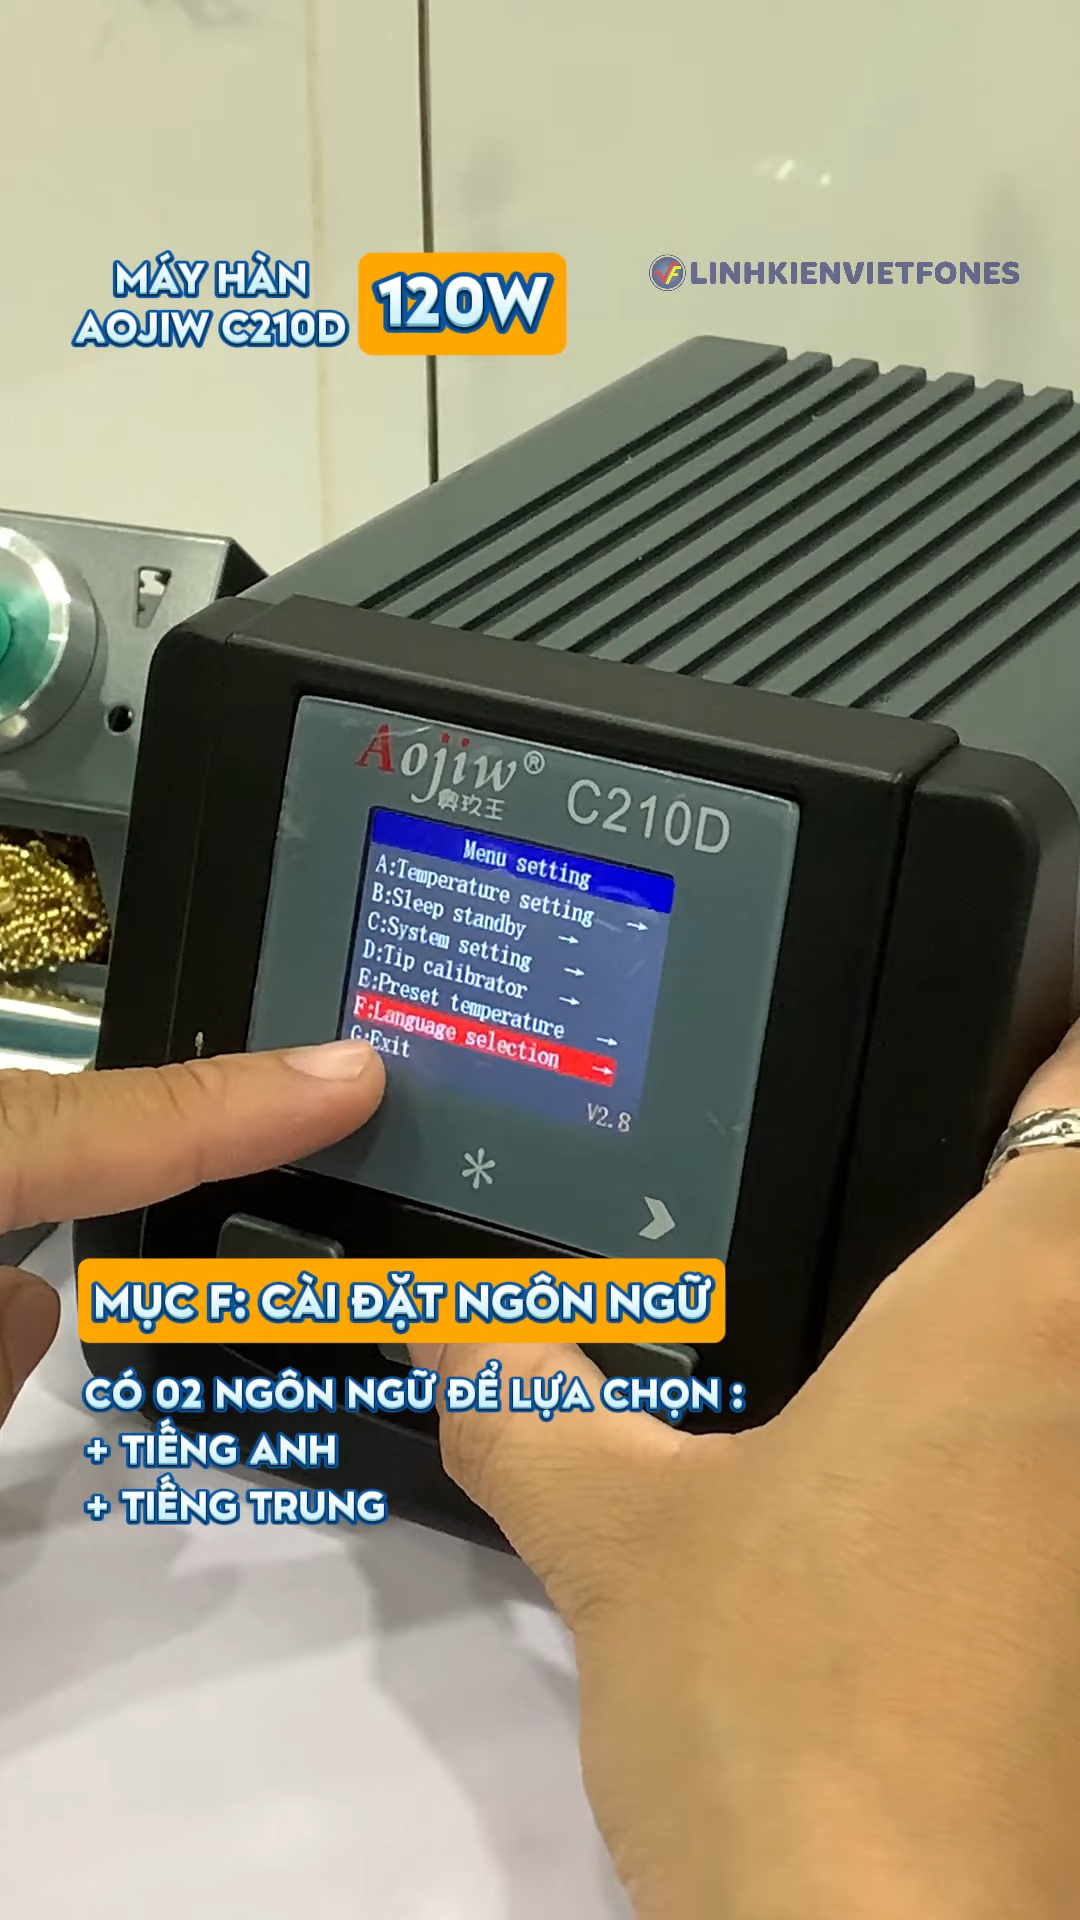 MÁY HÀN
AOJIW C210D
120W
LINHKIENVIETFONES
Aojiw®
C210D
Menu setting
A:Temperature setting →
B:Sleep standby →
C:System setting →
D:Tip calibrator →
E:Preset temperature →
F:Language selection →
G:Exit
V2.8
MỤC F: CÀI ĐẶT NGÔN NGỮ
CÓ 02 NGÔN NGỮ ĐỂ LỰA CHỌN :
+ TIẾNG ANH
+ TIẾNG TRUNG